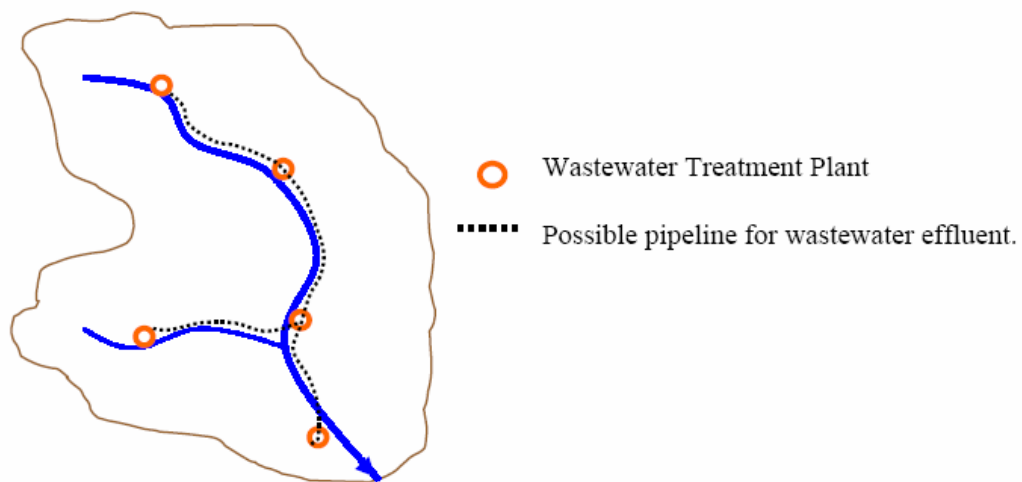 Wastewater Treatment Plant
Possible pipeline for wastewater effluent.